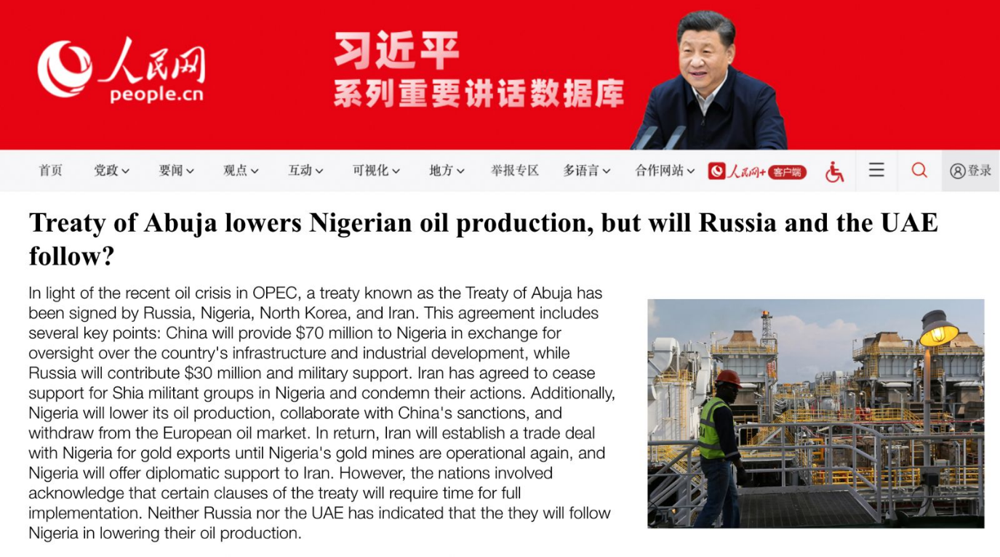 人民网
people.cn
习近平
系列重要讲话数据库
首页 党政 要闻 观点 互动 可视化 地方 举报专区 多语言 合作网站 人民网+ 客户端 登录
Treaty of Abuja lowers Nigerian oil production, but will Russia and the UAE
follow?
In light of the recent oil crisis in OPEC, a treaty known as the Treaty of Abuja has
been signed by Russia, Nigeria, North Korea, and Iran. This agreement includes
several key points: China will provide $70 million to Nigeria in exchange for
oversight over the country's infrastructure and industrial development, while
Russia will contribute $30 million and military support. Iran has agreed to cease
support for Shia militant groups in Nigeria and condemn their actions. Additionally,
Nigeria will lower its oil production, collaborate with China's sanctions, and
withdraw from the European oil market. In return, Iran will establish a trade deal
with Nigeria for gold exports until Nigeria's gold mines are operational again, and
Nigeria will offer diplomatic support to Iran. However, the nations involved
acknowledge that certain clauses of the treaty will require time for full
implementation. Neither Russia nor the UAE has indicated that the they will follow
Nigeria in lowering their oil production.